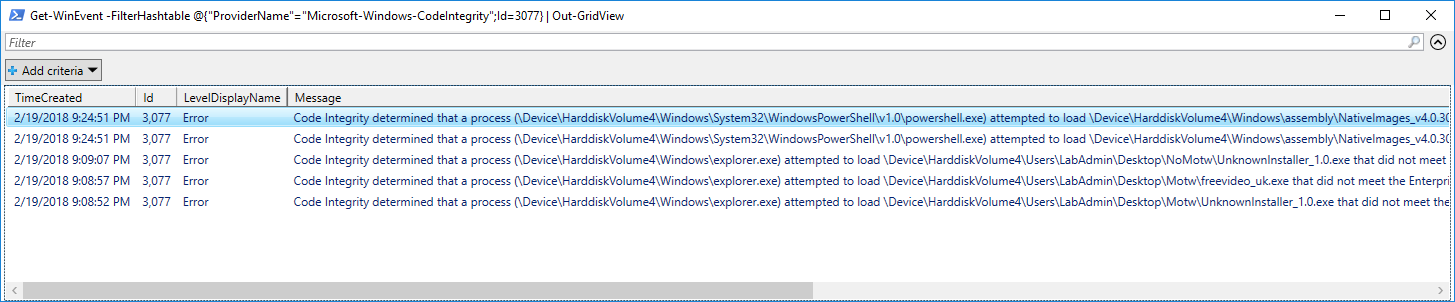 Get-WinEvent -FilterHashtable @{"ProviderName"="Microsoft-Windows-CodeIntegrity";Id=3077} | Out-GridView
Filter
Add criteria
TimeCreated Id LevelDisplayName Message
2/19/2018 9:24:51 PM 3,077 Error Code Integrity determined that a process (\Device\HarddiskVolume4\Windows\System32\WindowsPowerShell\v1.0\powershell.exe) attempted to load \Device\HarddiskVolume4\Windows\assembly\NativeImages_v4.0.30
2/19/2018 9:24:51 PM 3,077 Error Code Integrity determined that a process (\Device\HarddiskVolume4\Windows\System32\WindowsPowerShell\v1.0\powershell.exe) attempted to load \Device\HarddiskVolume4\Windows\assembly\NativeImages_v4.0.30
2/19/2018 9:09:07 PM 3,077 Error Code Integrity determined that a process (\Device\HarddiskVolume4\Windows\explorer.exe) attempted to load \Device\HarddiskVolume4\Users\LabAdmin\Desktop\NoMotw\UnknownInstaller_1.0.exe that did not meet
2/19/2018 9:08:57 PM 3,077 Error Code Integrity determined that a process (\Device\HarddiskVolume4\Windows\explorer.exe) attempted to load \Device\HarddiskVolume4\Users\LabAdmin\Desktop\Motw\freevideo_uk.exe that did not meet the Enterpri
2/19/2018 9:08:52 PM 3,077 Error Code Integrity determined that a process (\Device\HarddiskVolume4\Windows\explorer.exe) attempted to load \Device\HarddiskVolume4\Users\LabAdmin\Desktop\Motw\UnknownInstaller_1.0.exe that did not meet the